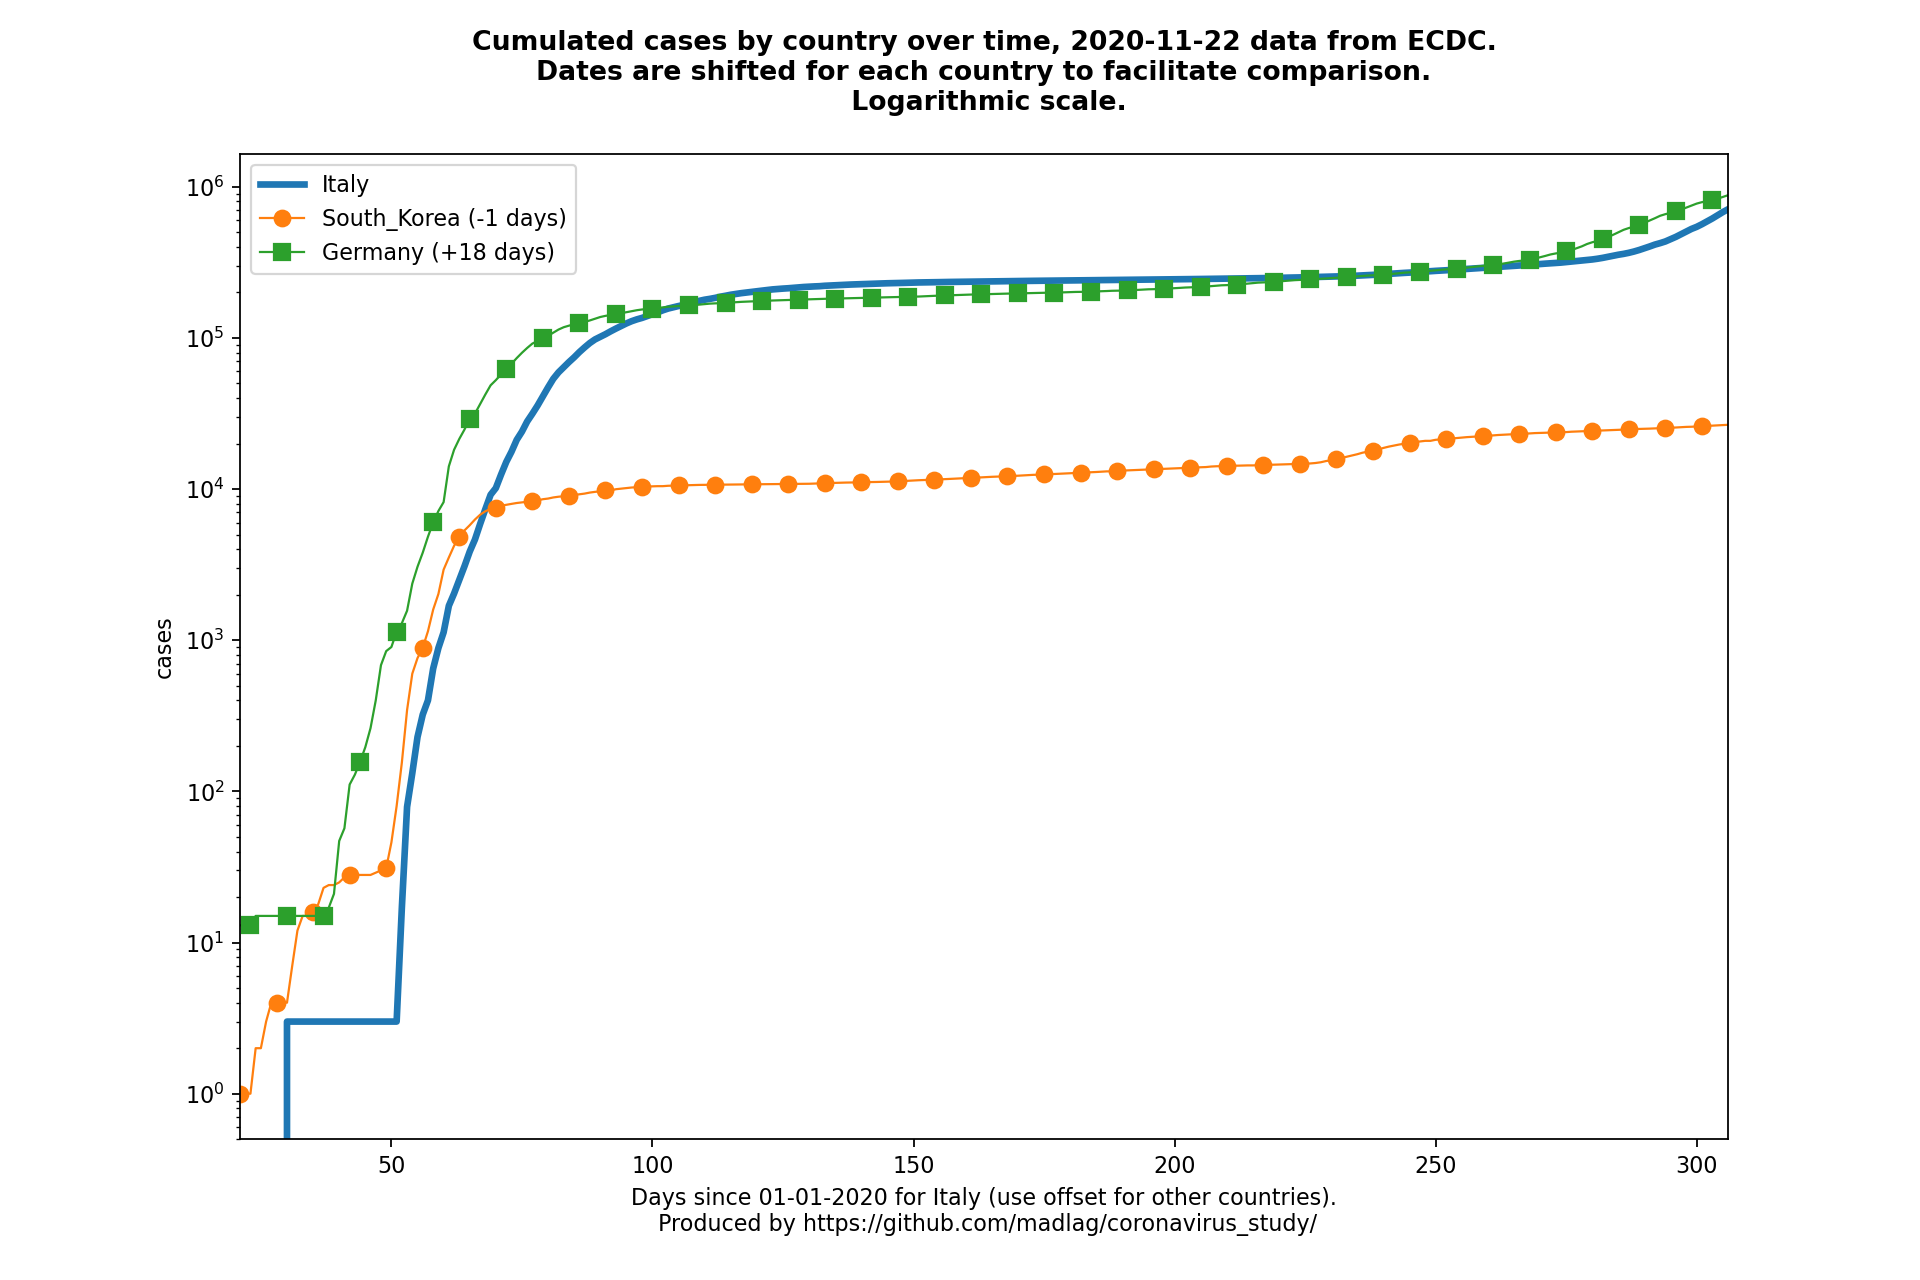 Cumulated cases by country over time, 2020-11-22 data from ECDC.
Dates are shifted for each country to facilitate comparison.
Logarithmic scale.
Italy
South_Korea (-1 days)
Germany (+18 days)
10^6
10^5
10^4
10^3
10^2
10^1
10^0
cases
50 100 150 200 250 300
Days since 01-01-2020 for Italy (use offset for other countries).
Produced by https://github.com/madlag/coronavirus_study/